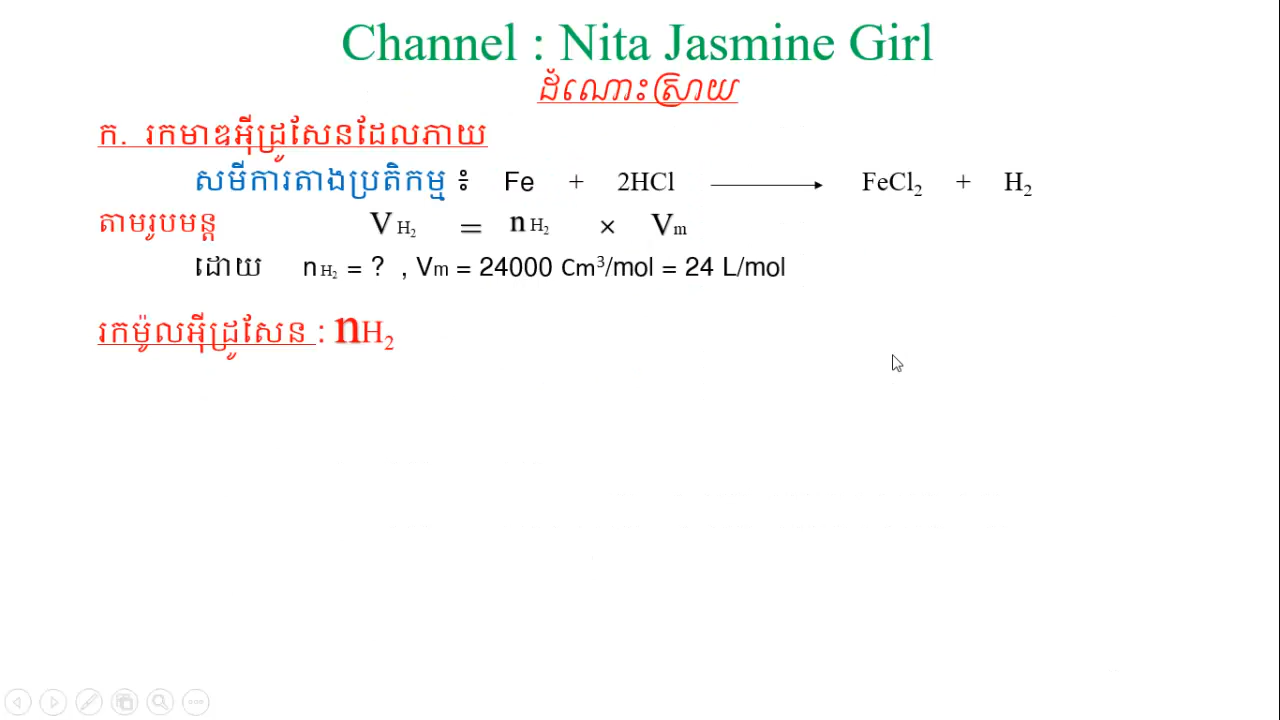 Channel : Nita Jasmine Girl
ដំណោះស្រាយ
ក. រកមាឌអ៊ីដ្រូសែនដែលភាយ
សមីការតាងប្រតិកម្ម ៖ Fe + 2HCl ⟶ FeCl₂ + H₂
តាមរូបមន្ត V H₂ = n H₂ × Vm
ដោយ n H₂ = ? , Vm = 24000 Cm³/mol = 24 L/mol
រកម៉ូលអ៊ីដ្រូសែន : nH₂